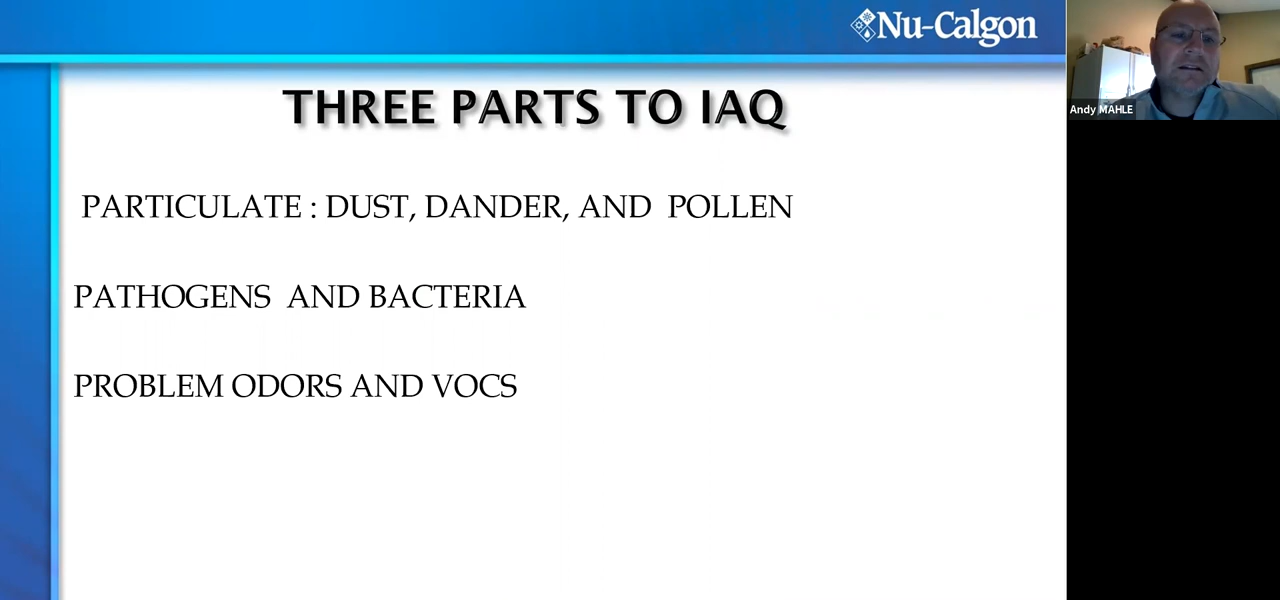 Nu-Calgon
THREE PARTS TO IAQ
PARTICULATE : DUST, DANDER, AND  POLLEN
PATHOGENS  AND BACTERIA
PROBLEM ODORS AND VOCS
Andy MAHLE